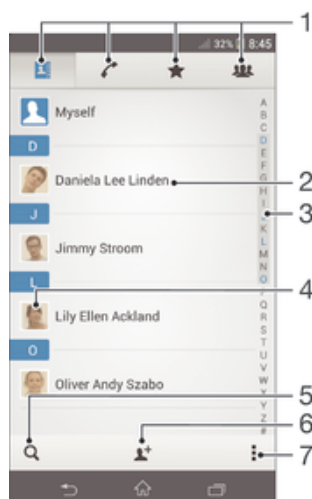 1
32% 8:45
Myself
D
Daniela Lee Linden
2
J
3
Jimmy Stroom
L
4
Lily Ellen Ackland
O
Oliver Andy Szabo
A
B
C
D
E
F
G
H
I
J
K
L
M
N
O
P
Q
R
S
T
U
V
W
Y
Z
#
5
6
7